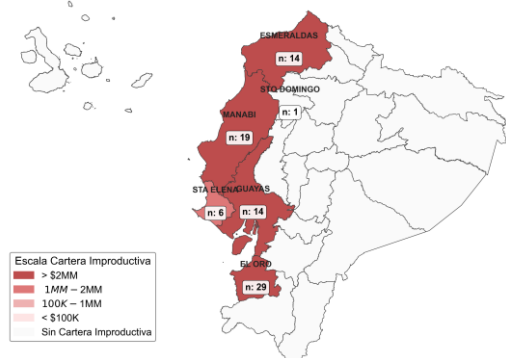 ESMERALDAS
n: 14
STO DOMINGO
n: 1
MANABI
n: 19
STA ELENA
n: 6
GUAYAS
n: 14
EL ORO
n: 29
Escala Cartera Improductiva
> $2MM
1MM − 2MM
100K − 1MM
< $100K
Sin Cartera Improductiva